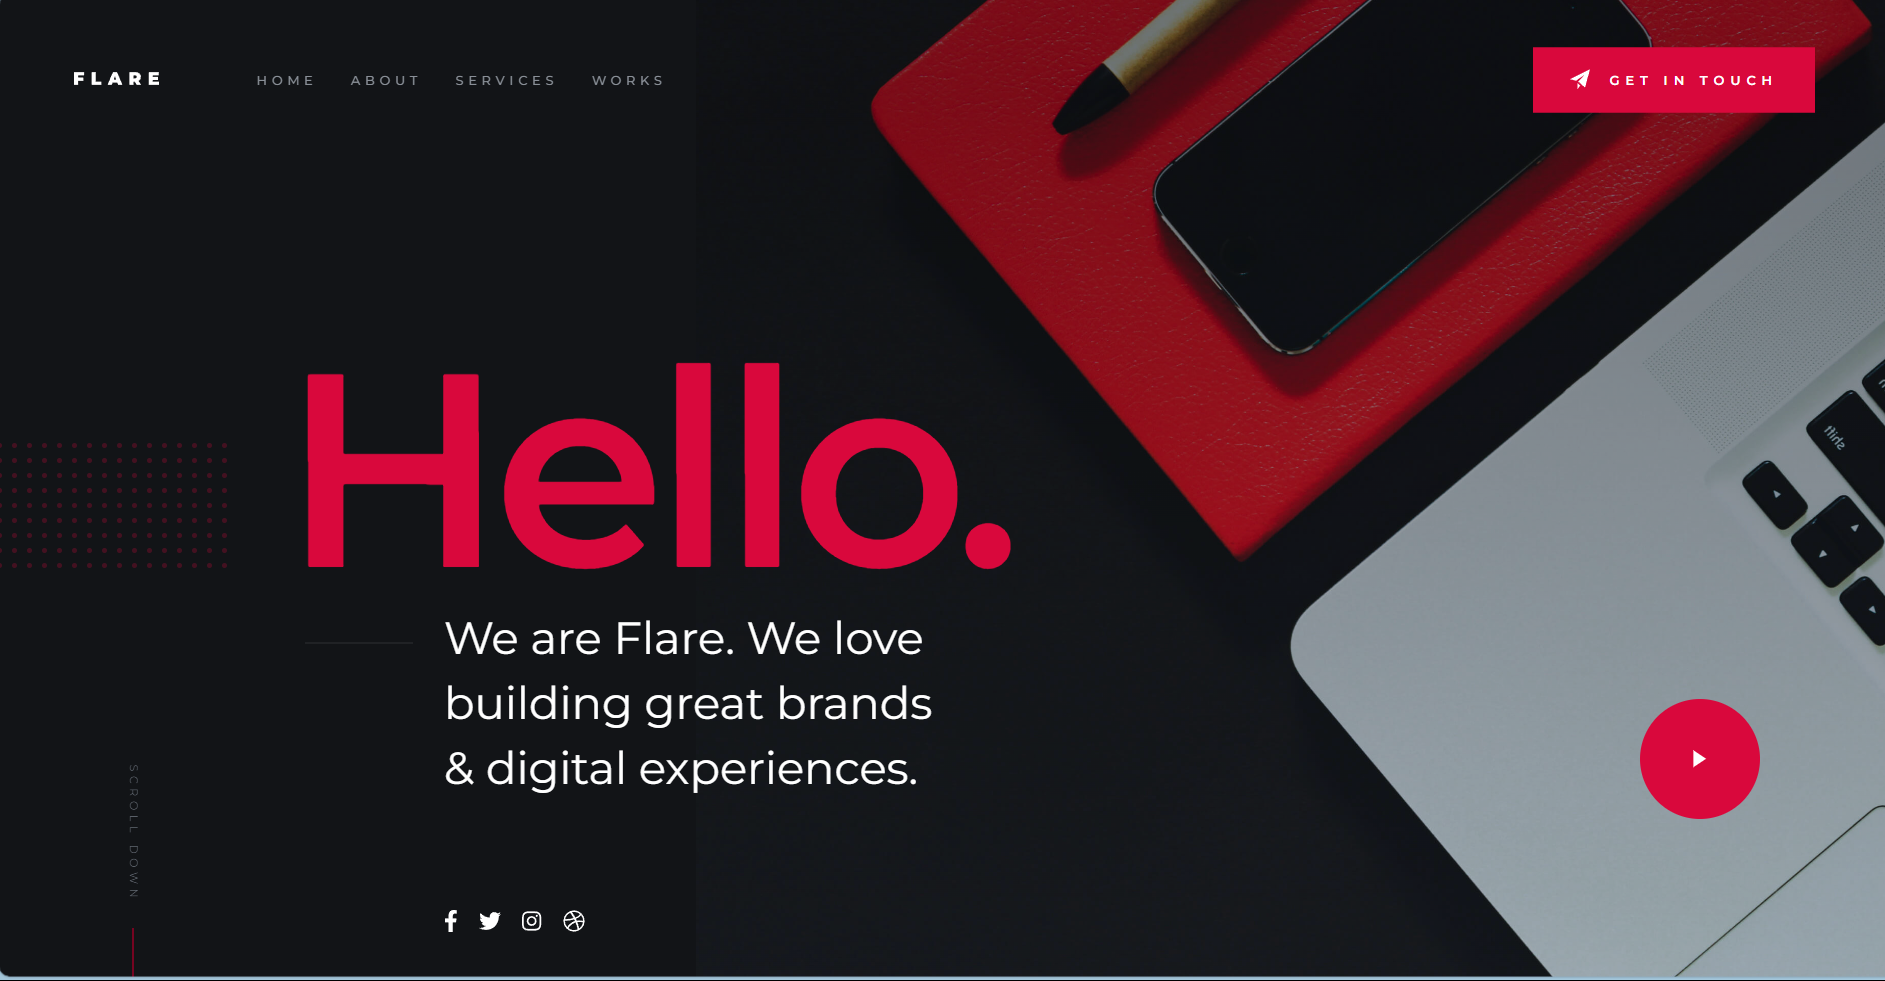 FLARE
HOME ABOUT SERVICES WORKS
GET IN TOUCH
Hello.
We are Flare. We love
building great brands
& digital experiences.
SCROLL DOWN
shift